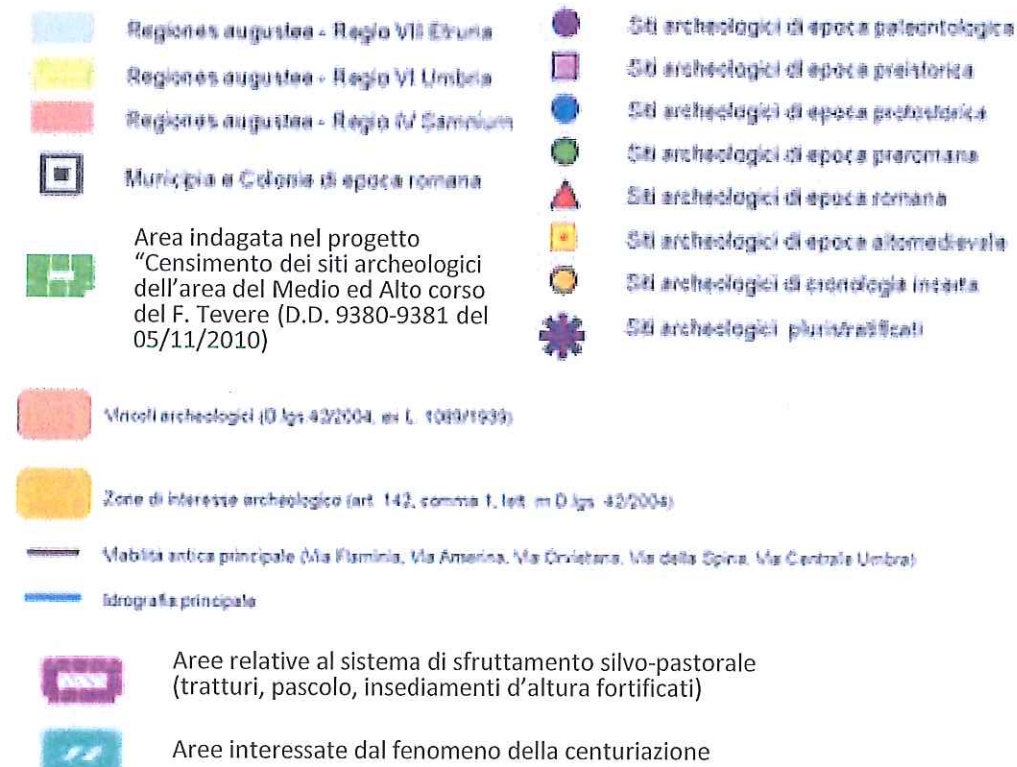 Regiones augustea - Regio VII Etruria
Regiones augustea - Regio VI Umbria
Regiones augustea - Regio IV Samnium
Municipia e Colonie di epoca romana
Area indagata nel progetto
“Censimento dei siti archeologici
dell’area del Medio ed Alto corso
del F. Tevere (D.D. 9380-9381 del
05/11/2010)
Siti archeologici di epoca paleontologica
Siti archeologici di epoca preistorica
Siti archeologici di epoca protostorica
Siti archeologici di epoca preromana
Siti archeologici di epoca romana
Siti archeologici di epoca altomedievale
Siti archeologici di cronologia incerta
Siti archeologici pluristratificati
Vincoli archeologici (D.lgs.42/2004, ex L. 1089/1939)
Zone di interesse archeologico (art. 142, comma 1, lett. m D.lgs. 42/2004)
Viabilità antica principale (Via Flaminia, Via Amerina, Via Orvietana, Via della Spina, Via Centrale Umbra)
Idrografia principale
Aree relative al sistema di sfruttamento silvo-pastorale
(tratturi, pascolo, insediamenti d’altura fortificati)
Aree interessate dal fenomeno della centuriazione